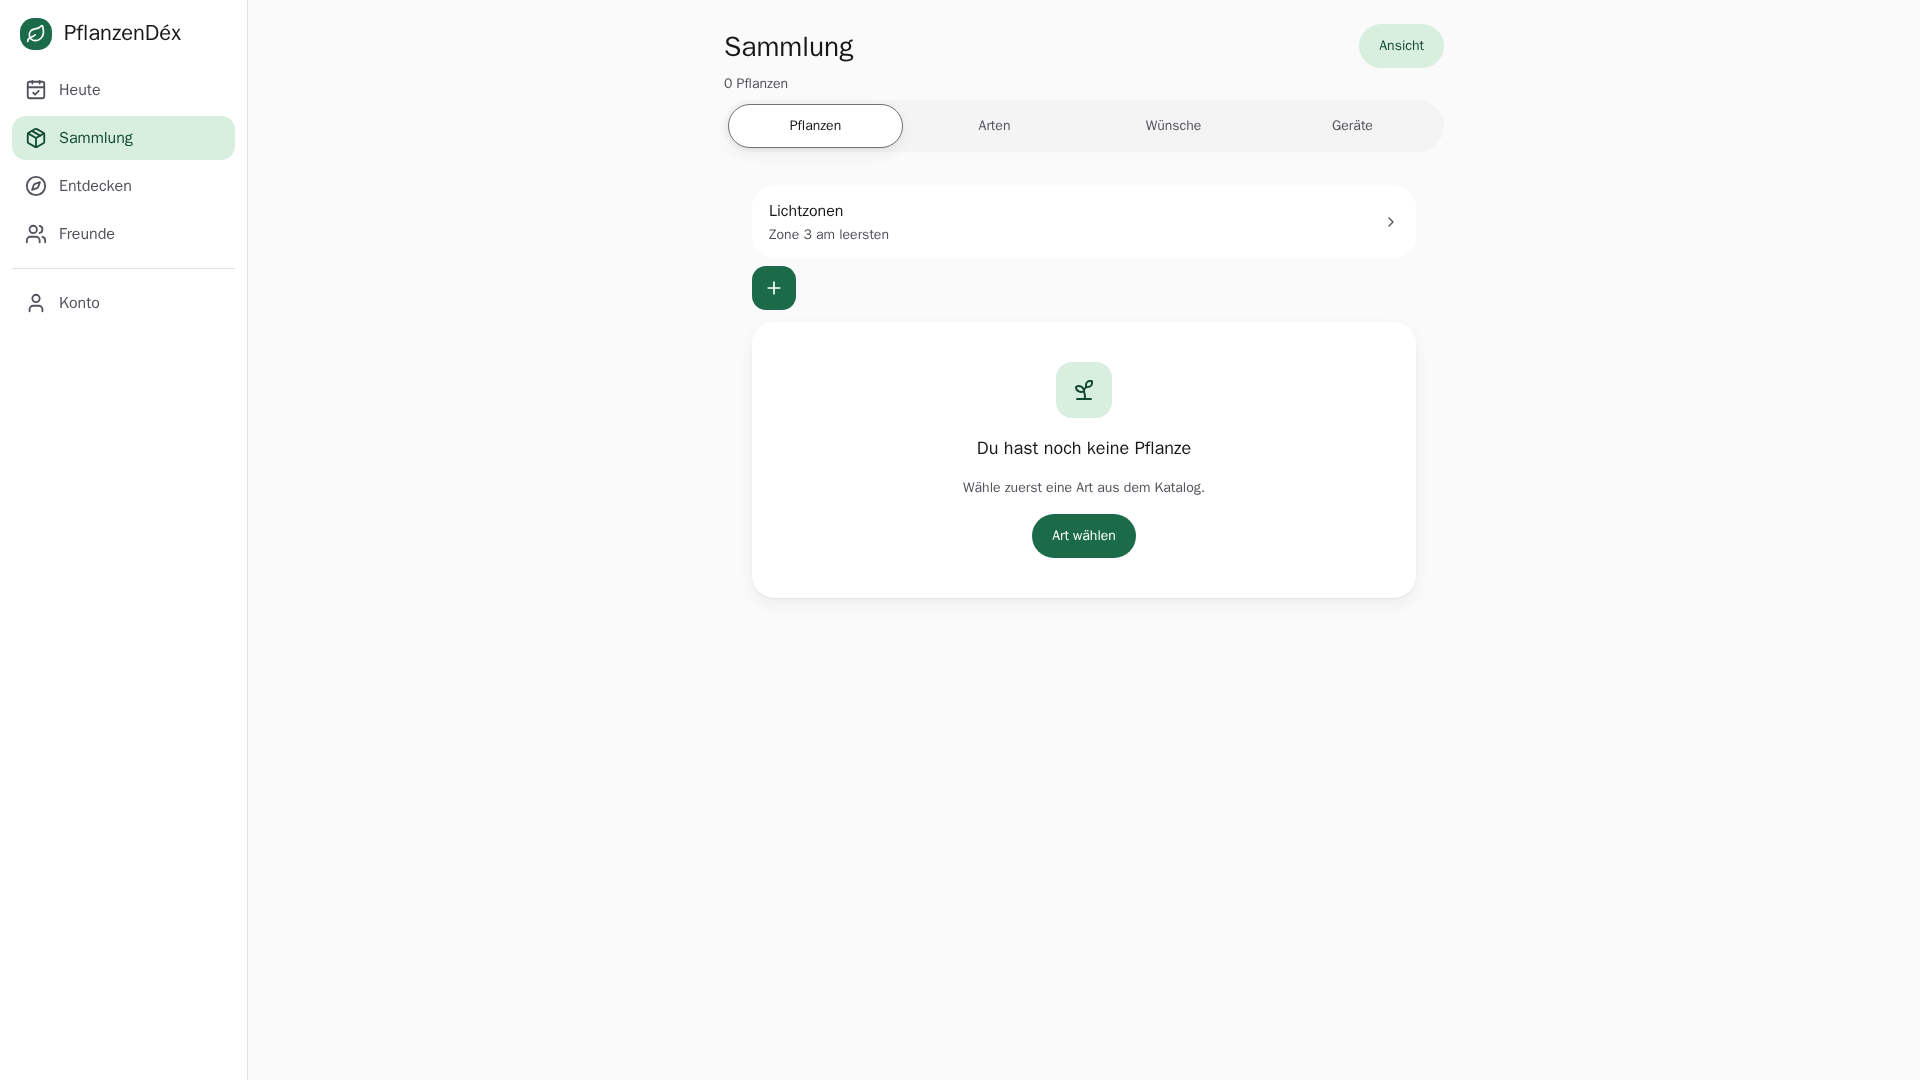 PflanzenDéx
Heute
Sammlung
Entdecken
Freunde
Konto
Sammlung
Ansicht
0 Pflanzen
Pflanzen
Arten
Wünsche
Geräte
Lichtzonen
Zone 3 am leersten
Du hast noch keine Pflanze
Wähle zuerst eine Art aus dem Katalog.
Art wählen